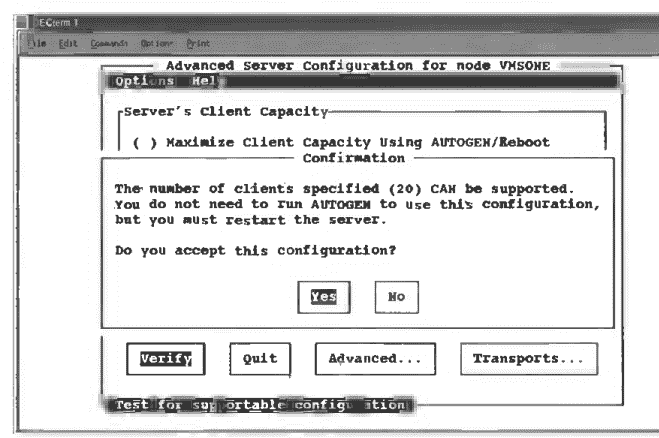 DECterm 1
File Edit Commands Options Print
Advanced Server Configuration for node VMSONE
Options Help
Server's Client Capacity
( ) Maximize Client Capacity Using AUTOGEN/Reboot
Confirmation
The number of clients specified (20) CAN be supported.
You do not need to run AUTOGEN to use this configuration,
but you must restart the server.
Do you accept this configuration?
Yes No
Verify Quit Advanced... Transports...
Test for supportable configuration